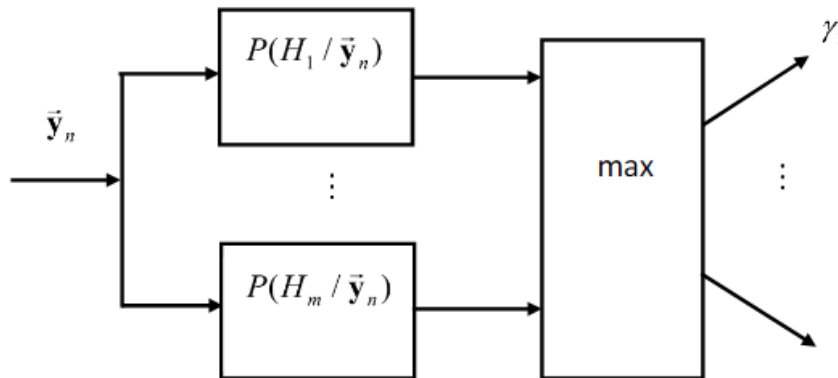 γ
P(H₁ / y⃗ₙ)
y⃗ₙ
⋮
max
⋮
P(Hₘ / y⃗ₙ)